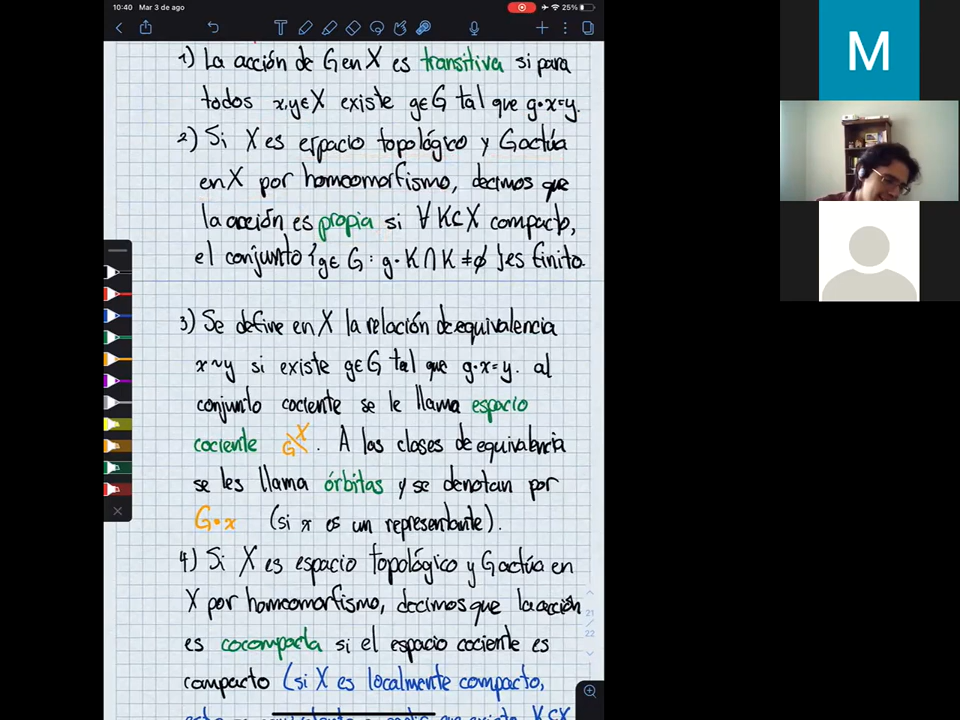 10:40 Mar 3 de ago
25%
1) La acción de G en X es transitiva si para
todos x,y∈X existe g∈G tal que g·x=y.
2) Si X es espacio topológico y G actúa
en X por homeomorfismo, decimos que
la acción es propia si ∀ K⊂X compacto,
el conjunto {g∈G : g·K∩K≠∅} es finito.
3) Se define en X la relación de equivalencia
x~y si existe g∈G tal que g·x=y. al
conjunto cociente se le llama espacio
cociente G\X. A las clases de equivalencia
se les llama órbitas y se denotan por
G·x (si x es un representante).
4) Si X es espacio topológico y G actúa en
X por homeomorfismo, decimos que la acción
es cocompacta si el espacio cociente es
compacto (si X es localmente compacto,
21
/
22
M